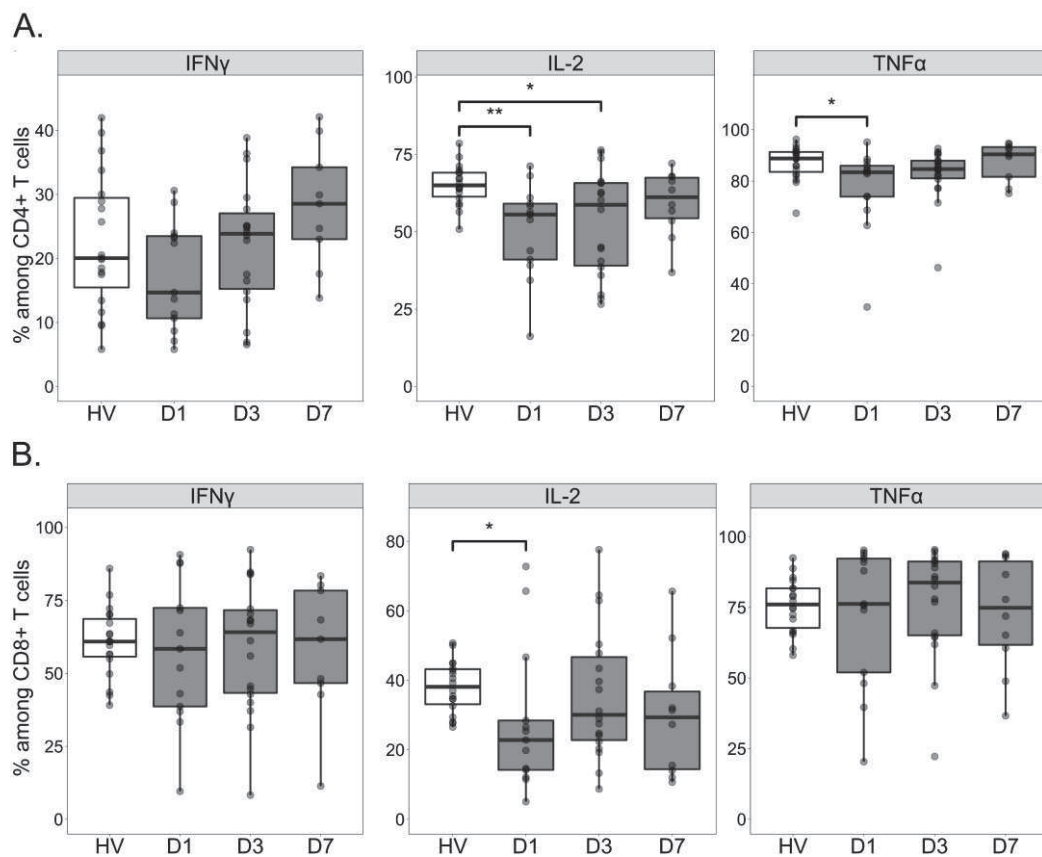 A.
IFNγ
IL-2
TNFα
% among CD4+ T cells
40
30
20
10
0
HV D1 D3 D7
100
75
50
25
0
* 
**
HV D1 D3 D7
100
80
60
40
20
0
*
HV D1 D3 D7
B.
IFNγ
IL-2
TNFα
% among CD8+ T cells
100
75
50
25
0
HV D1 D3 D7
80
60
40
20
0
*
HV D1 D3 D7
100
75
50
25
0
HV D1 D3 D7